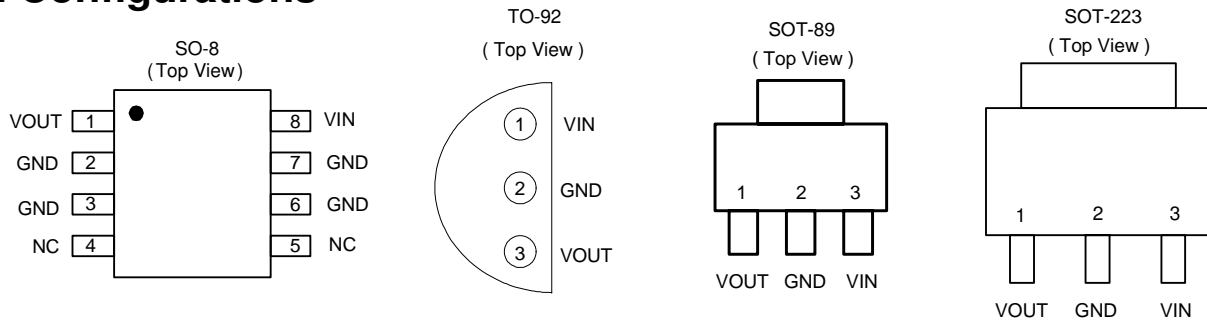 Configurations
SO-8
(Top View)
VOUT 1
8 VIN
GND 2
7 GND
GND 3
6 GND
NC 4
5 NC
TO-92
( Top View )
1 VIN
2 GND
3 VOUT
SOT-89
( Top View )
1 2 3
VOUT GND VIN
SOT-223
( Top View )
1 2 3
VOUT GND VIN